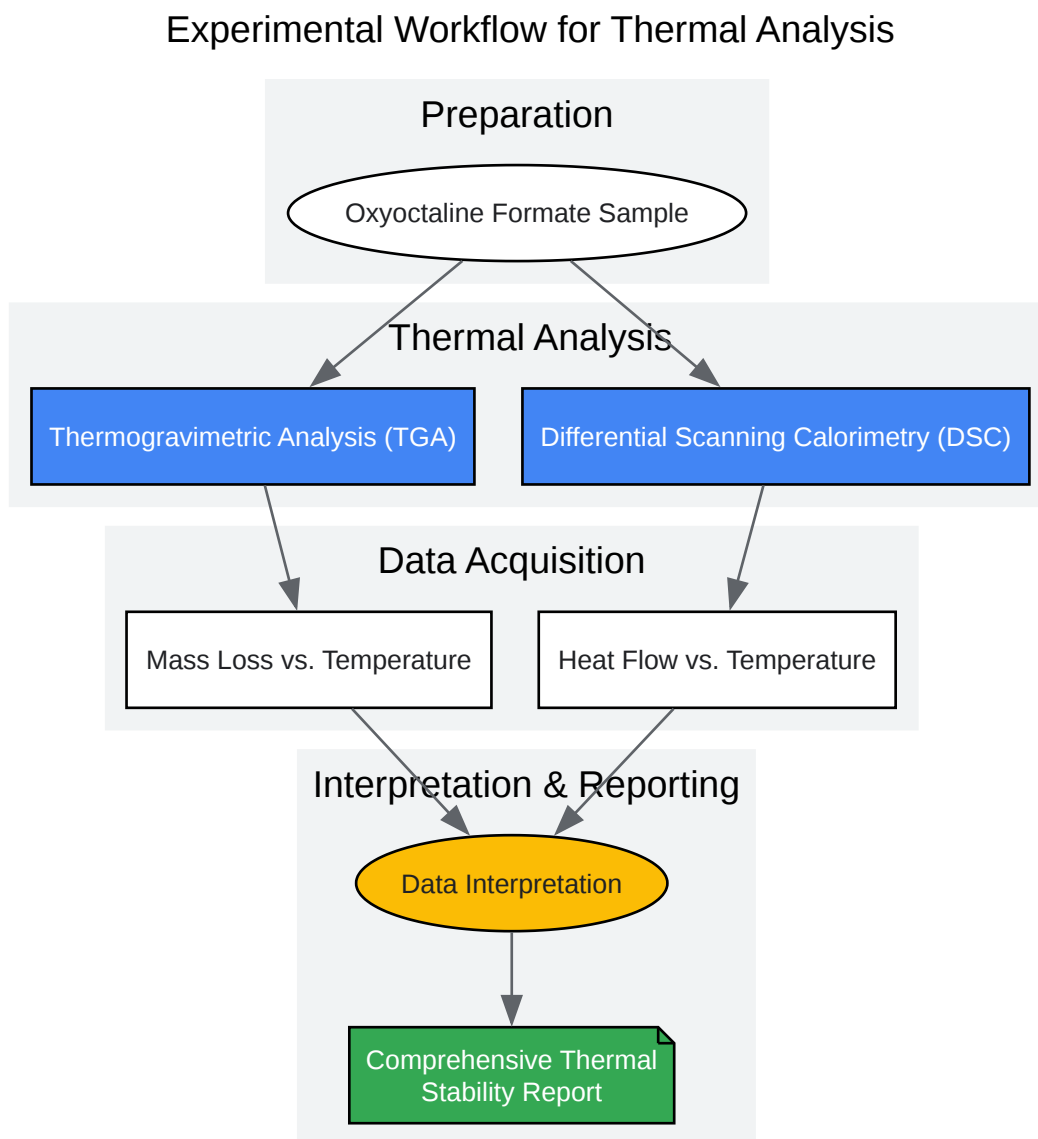 Experimental Workflow for Thermal Analysis
Preparation
Oxyoctaline Formate Sample
Thermal Analysis
Thermogravimetric Analysis (TGA)
Differential Scanning Calorimetry (DSC)
Data Acquisition
Mass Loss vs. Temperature
Heat Flow vs. Temperature
Interpretation & Reporting
Data Interpretation
Comprehensive Thermal
Stability Report